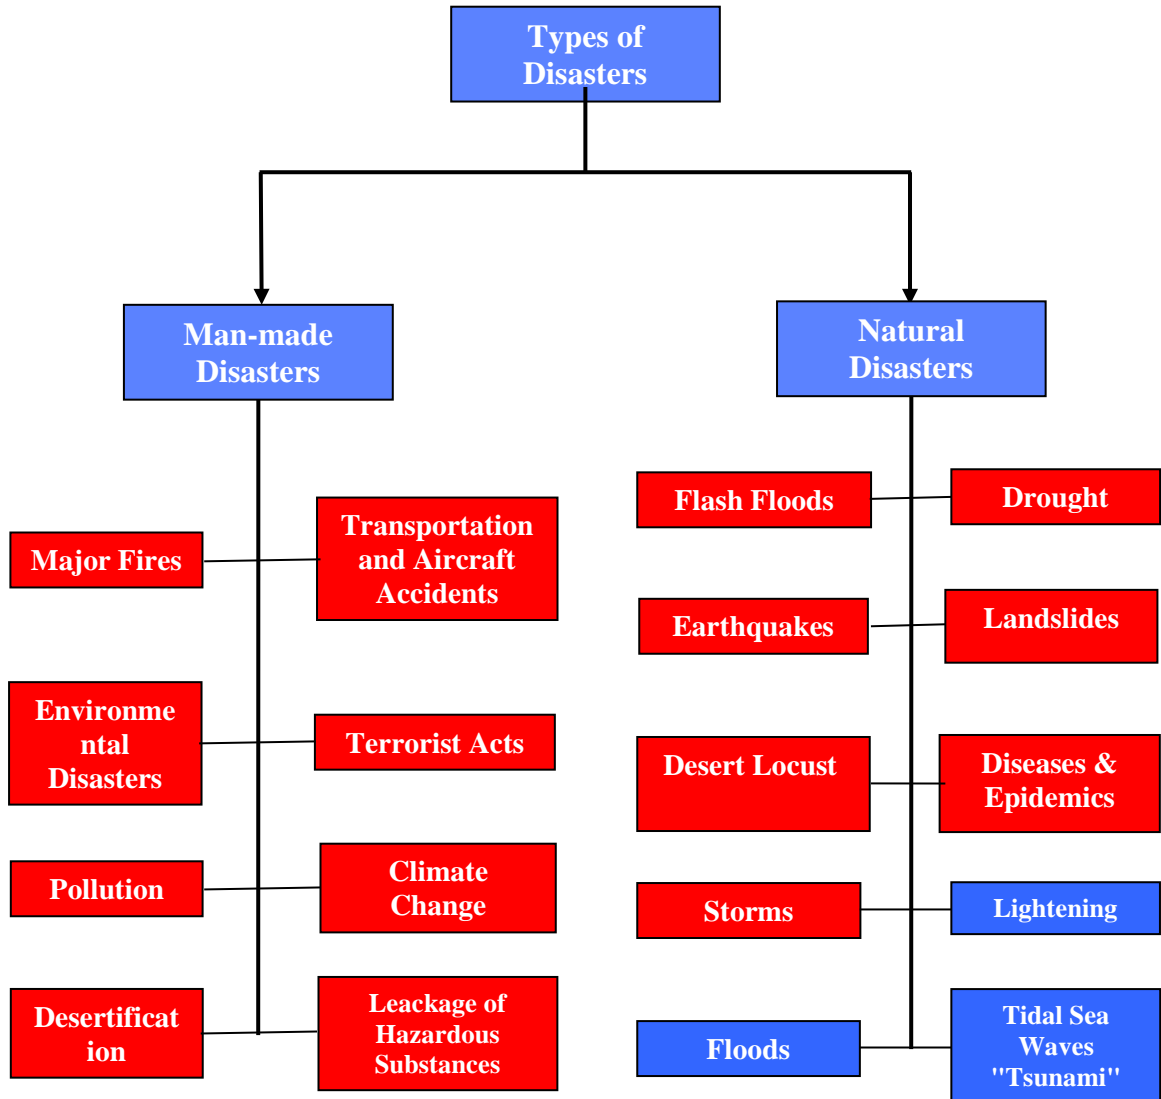 Types of
Disasters
Man-made
Disasters
Natural
Disasters
Major Fires
Transportation
and Aircraft
Accidents
Environme
ntal
Disasters
Terrorist Acts
Pollution
Climate
Change
Desertificat
ion
Leackage of
Hazardous
Substances
Flash Floods
Drought
Earthquakes
Landslides
Desert Locust
Diseases &
Epidemics
Storms
Lightening
Floods
Tidal Sea
Waves
"Tsunami"